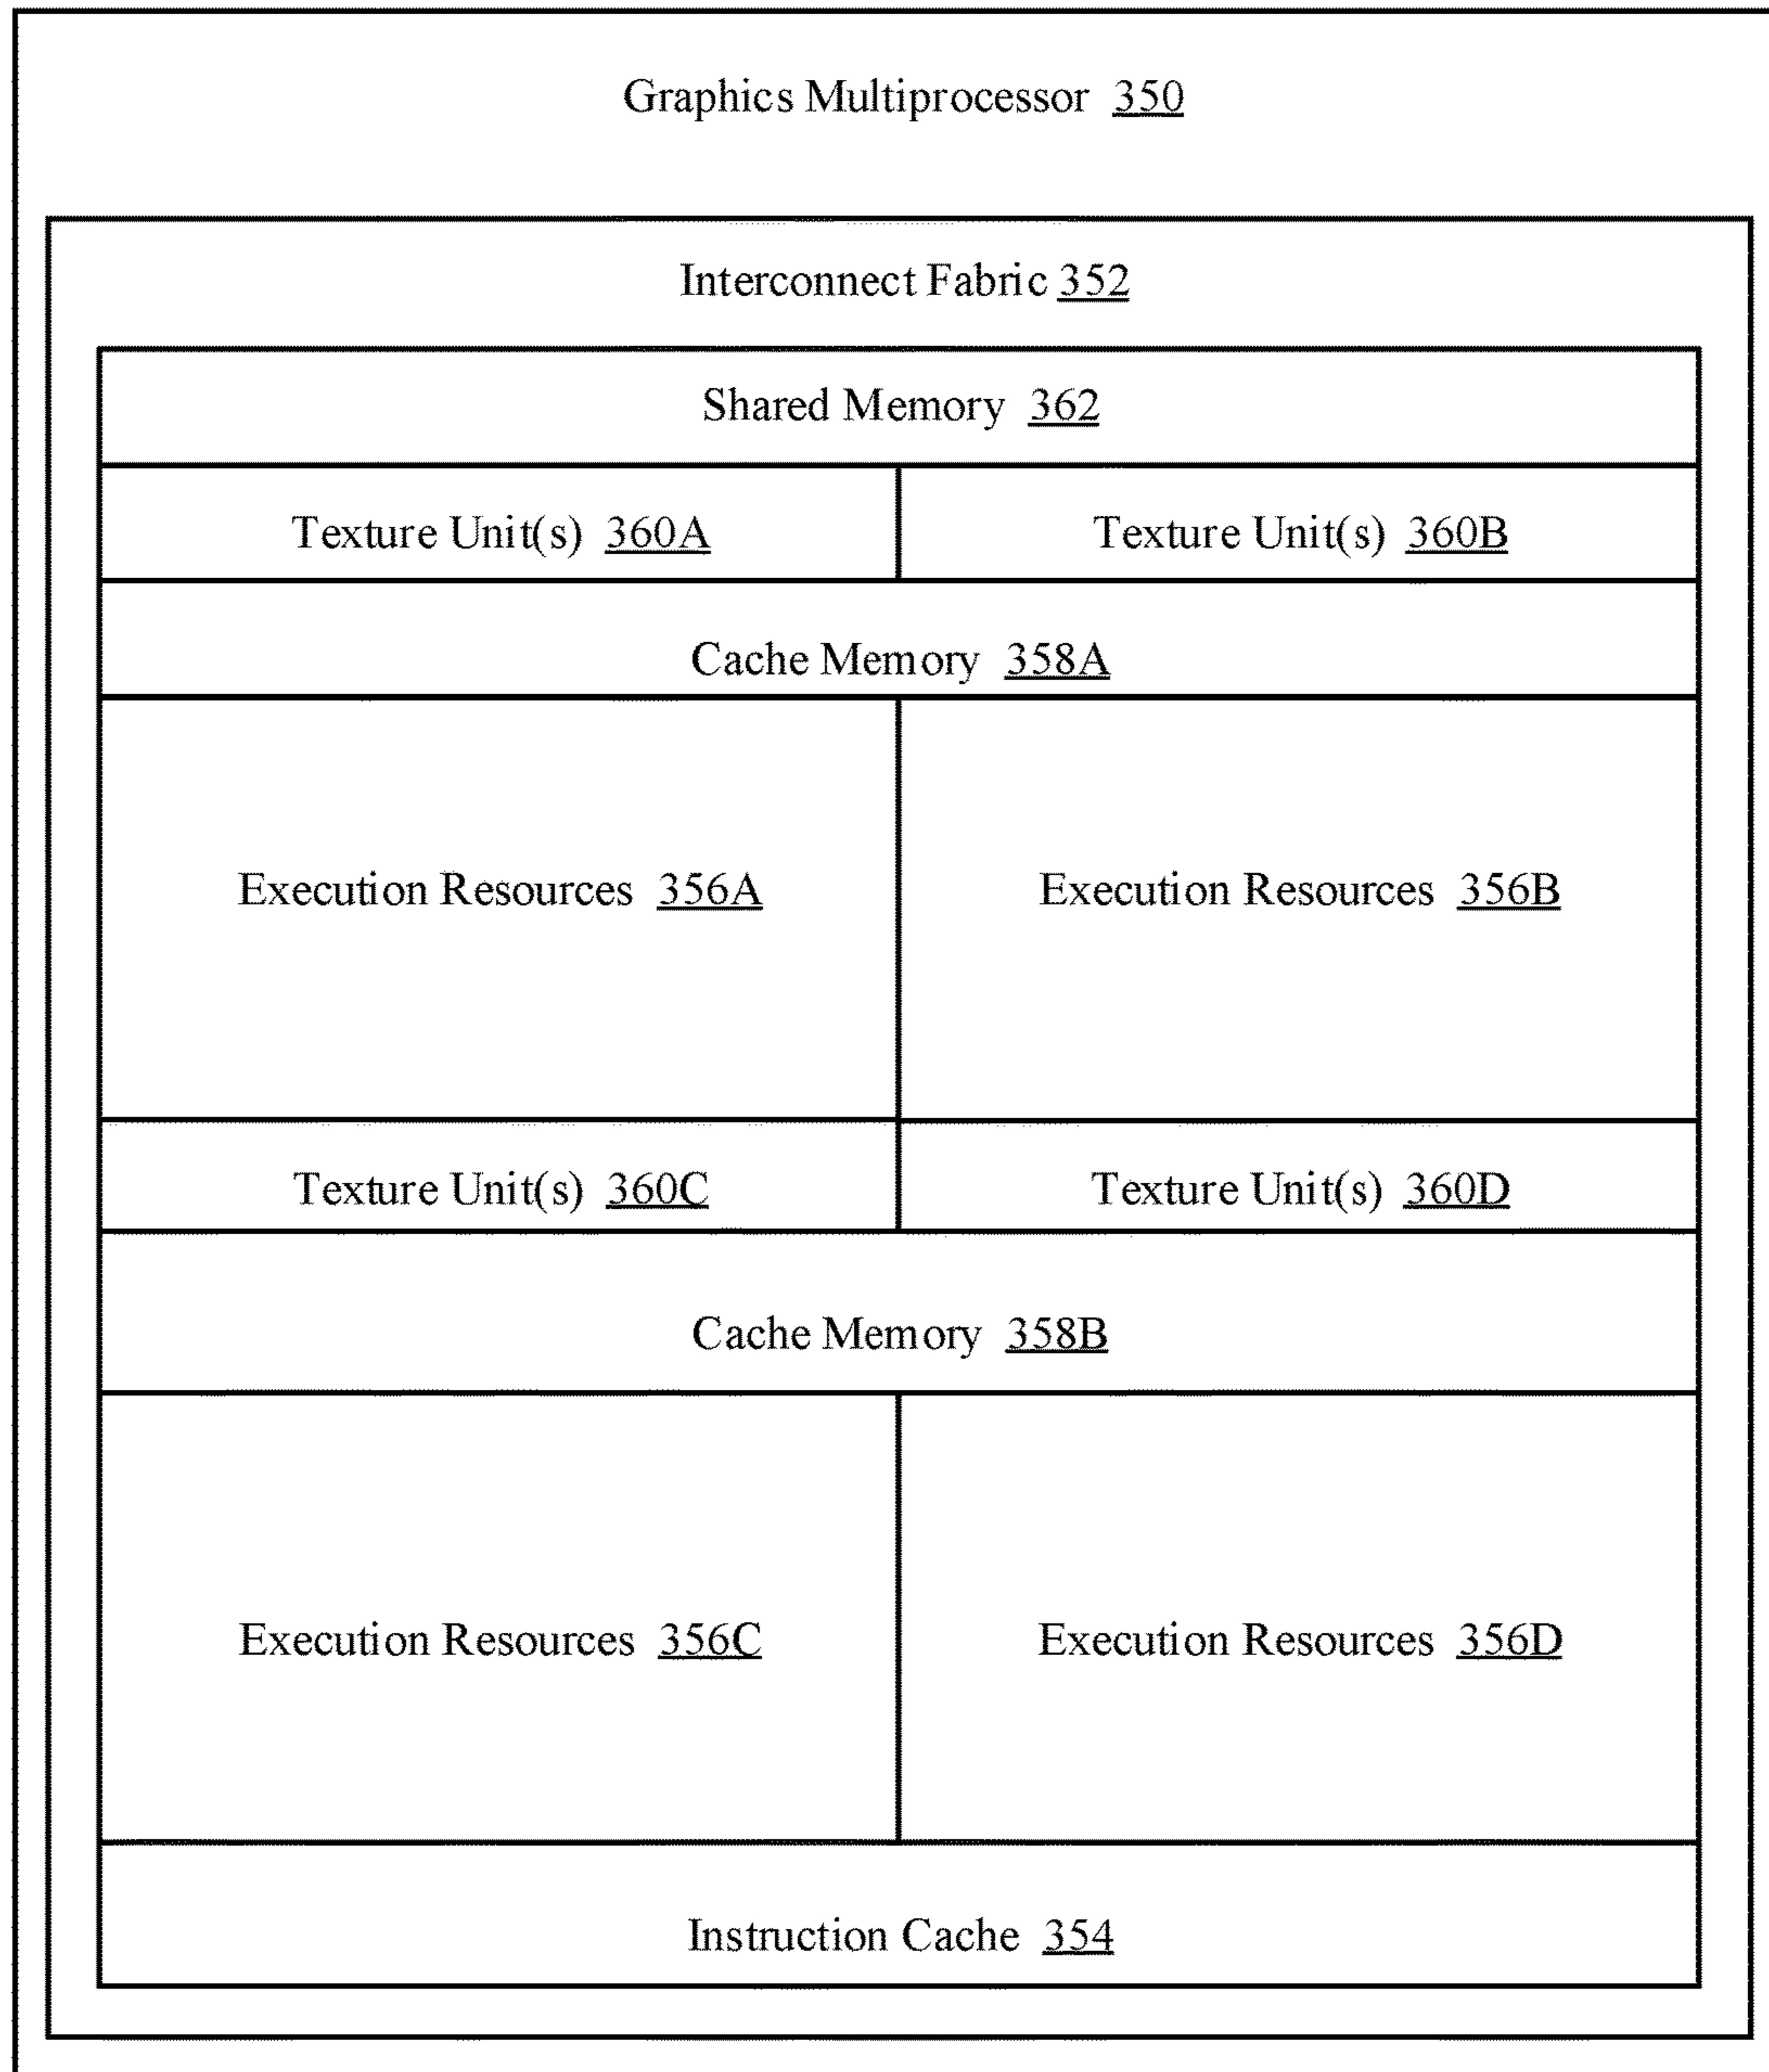 Graphics Multiprocessor 350
Interconnect Fabric 352
Shared Memory 362
Texture Unit(s) 360A
Texture Unit(s) 360B
Cache Memory 358A
Execution Resources 356A
Execution Resources 356B
Texture Unit(s) 360C
Texture Unit(s) 360D
Cache Memory 358B
Execution Resources 356C
Execution Resources 356D
Instruction Cache 354